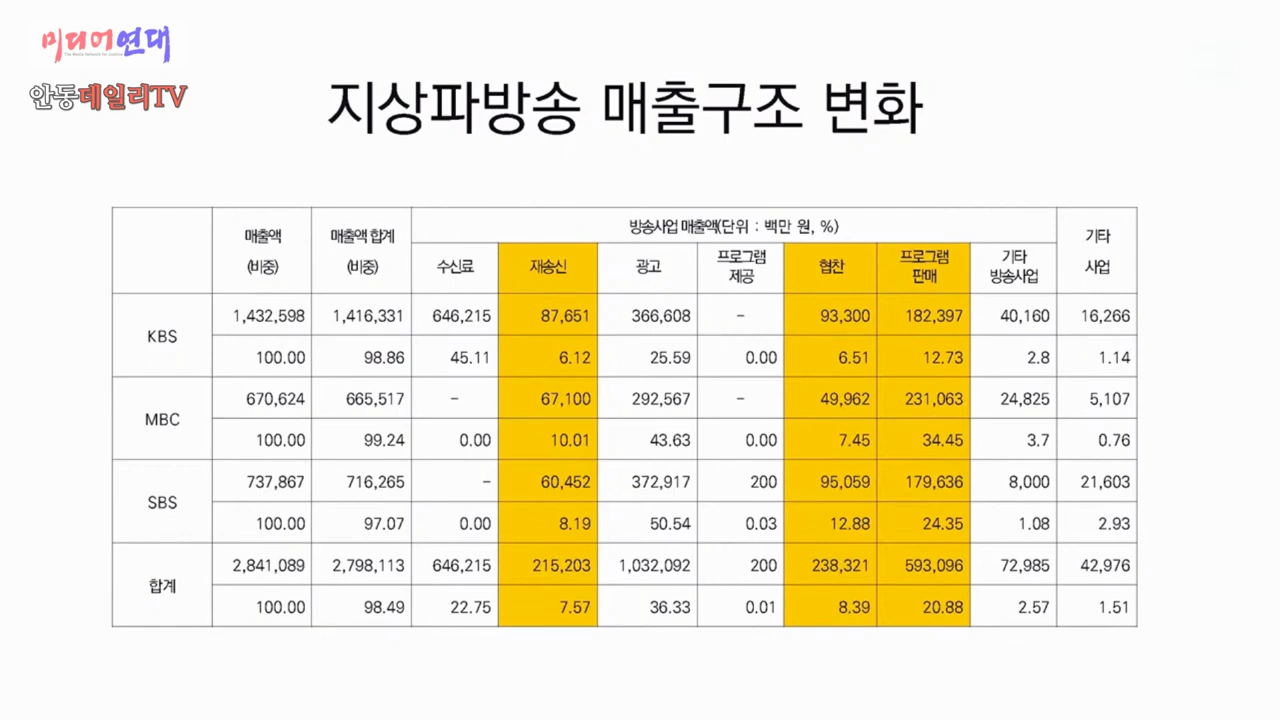 미디어연대
The Media Network for Justice
안동데일리TV
지상파방송 매출구조 변화
매출액 (비중) 매출액 합계 (비중) 방송사업 매출액(단위 : 백만 원, %) 기타 사업
수신료 재송신 광고 프로그램 제공 협찬 프로그램 판매 기타 방송사업
KBS 1,432,598 1,416,331 646,215 87,651 366,608 - 93,300 182,397 40,160 16,266
100.00 98.86 45.11 6.12 25.59 0.00 6.51 12.73 2.8 1.14
MBC 670,624 665,517 - 67,100 292,567 - 49,962 231,063 24,825 5,107
100.00 99.24 0.00 10.01 43.63 0.00 7.45 34.45 3.7 0.76
SBS 737,867 716,265 - 60,452 372,917 200 95,059 179,636 8,000 21,603
100.00 97.07 0.00 8.19 50.54 0.03 12.88 24.35 1.08 2.93
합계 2,841,089 2,798,113 646,215 215,203 1,032,092 200 238,321 593,096 72,985 42,976
100.00 98.49 22.75 7.57 36.33 0.01 8.39 20.88 2.57 1.51